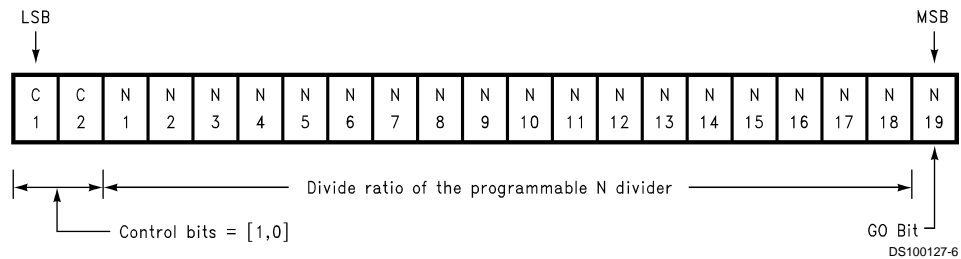 LSB MSB
C C N N N N N N N N N N N N N N N N N N N
1 2 1 2 3 4 5 6 7 8 9 10 11 12 13 14 15 16 17 18 19
Divide ratio of the programmable N divider
Control bits = [1,0] GO Bit
DS100127-6